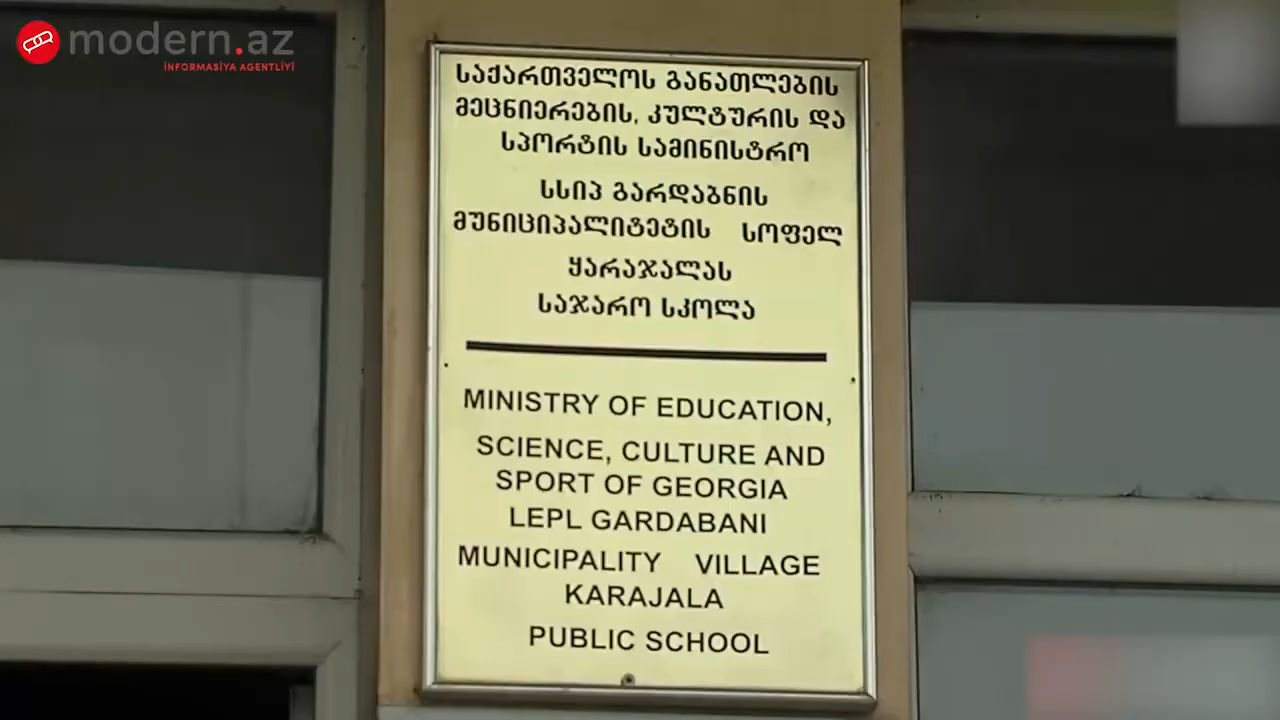 modern.az
İNFORMASİYA AGENTLİYİ
საქართველოს განათლების
მეცნიერების, კულტურის და
სპორტის სამინისტრო
სსიპ გარდაბნის
მუნიციპალიტეტის სოფელ
ყარაჯალას
საჯარო სკოლა
MINISTRY OF EDUCATION,
SCIENCE, CULTURE AND
SPORT OF GEORGIA
LEPL GARDABANI
MUNICIPALITY VILLAGE
KARAJALA
PUBLIC SCHOOL